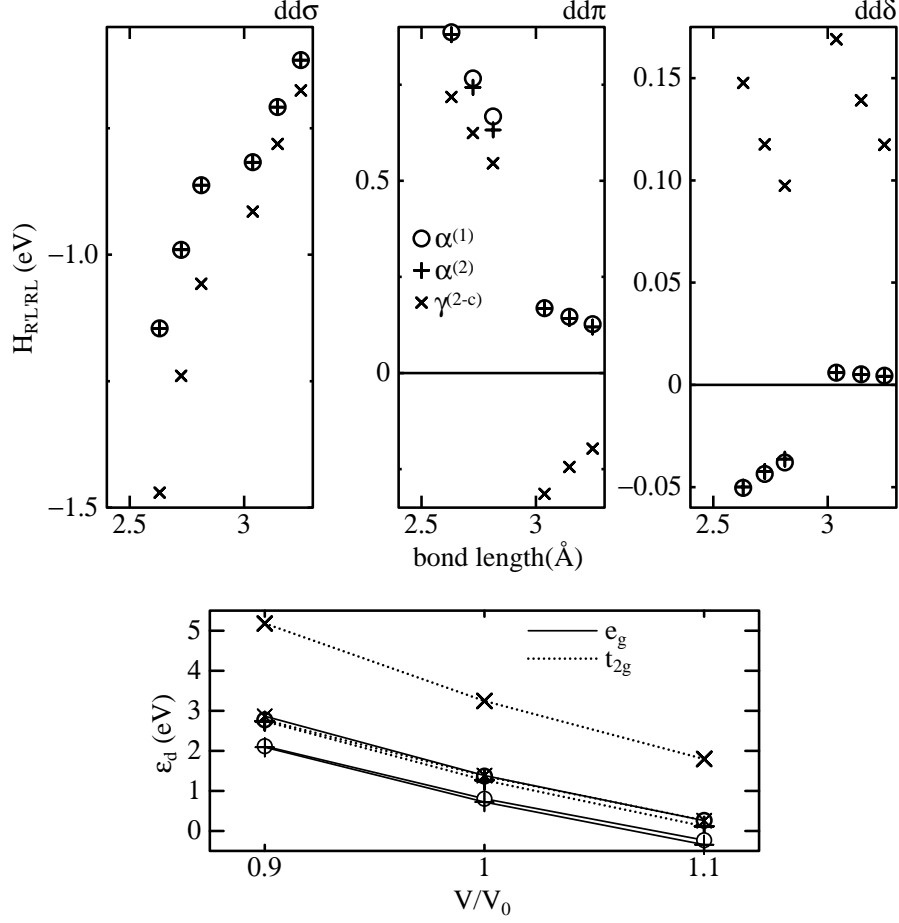 ddσ
ddπ
ddδ
H_{R'L'RL} (eV)
−1.0
−1.5
0.5
0
0.15
0.10
0.05
0
−0.05
α^{(1)}
α^{(2)}
γ^{(2-c)}
2.5 3
2.5 3
2.5 3
bond length(Å)
ε_d (eV)
5
4
3
2
1
0
e_g
t_{2g}
0.9 1 1.1
V/V_0